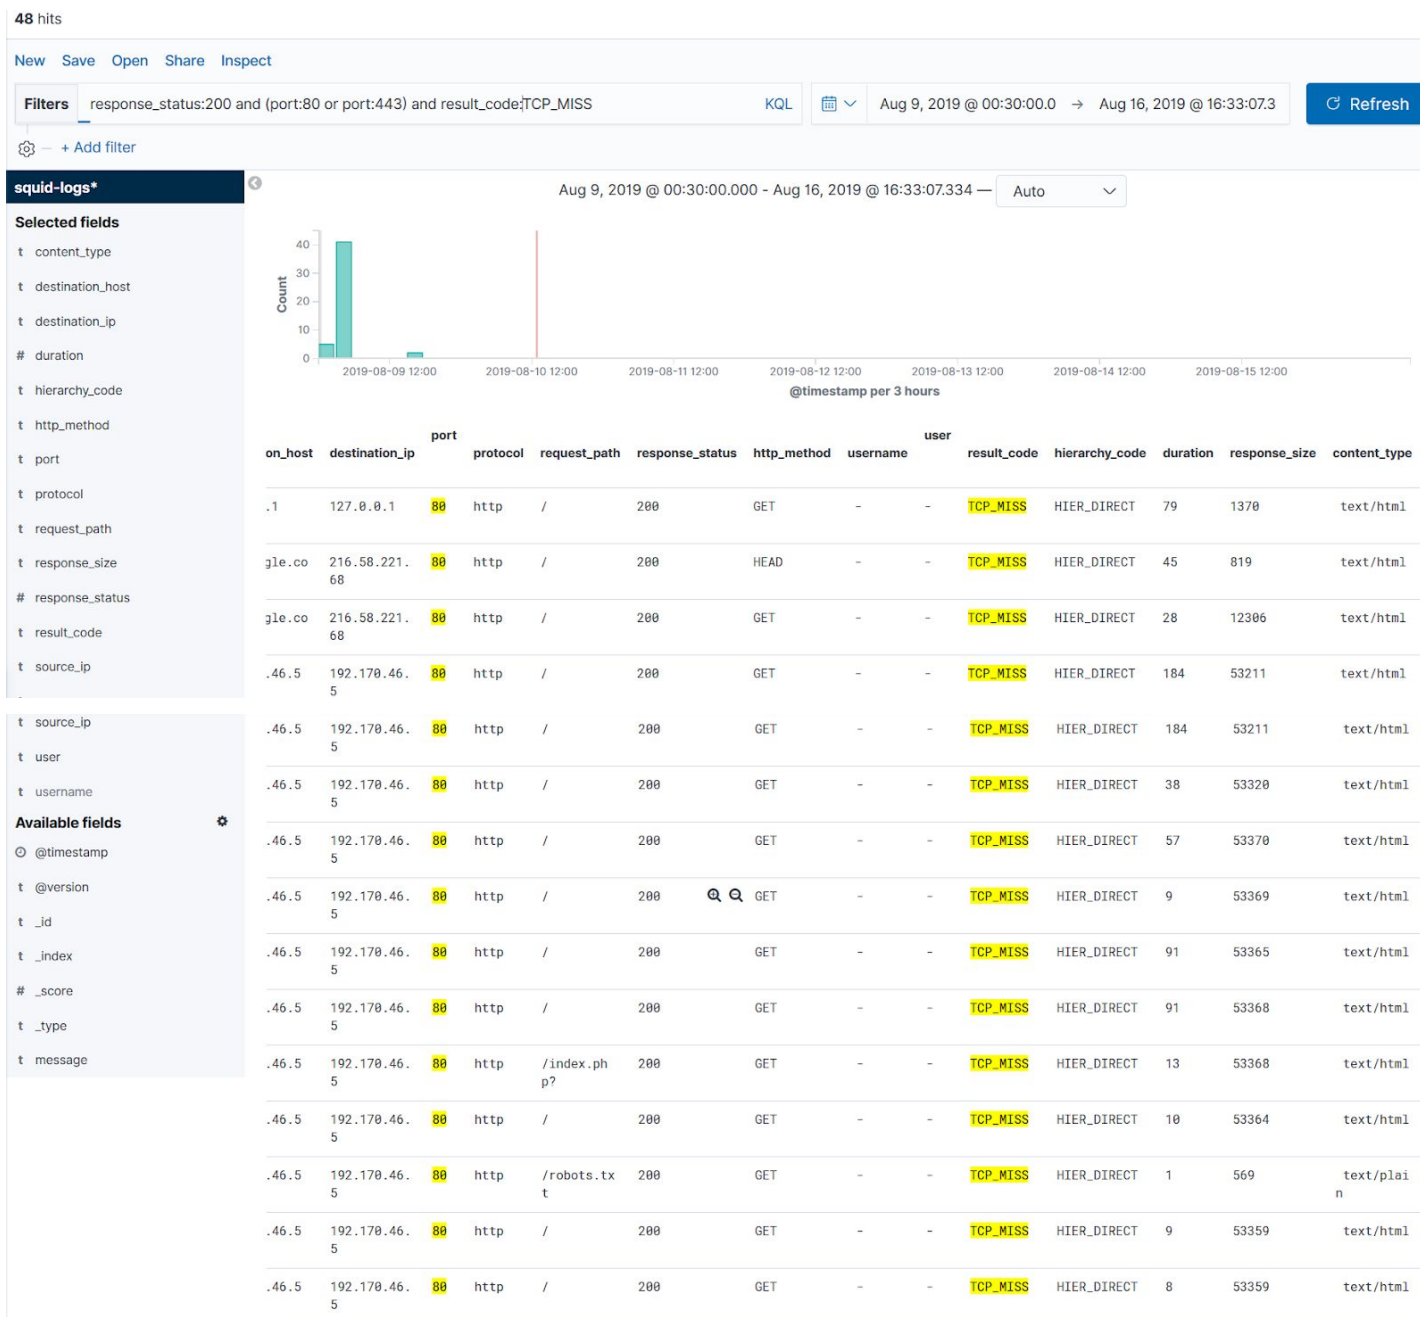 48 hits
New Save Open Share Inspect
Filters response_status:200 and (port:80 or port:443) and result_code:TCP_MISS KQL Aug 9, 2019 @ 00:30:00.0 → Aug 16, 2019 @ 16:33:07.3 Refresh
+ Add filter
squid-logs*
Selected fields
t content_type
t destination_host
t destination_ip
# duration
t hierarchy_code
t http_method
t port
t protocol
t request_path
t response_size
# response_status
t result_code
t source_ip
t source_ip
t user
t username
Available fields
@timestamp
t @version
t _id
t _index
# _score
t _type
t message
Aug 9, 2019 @ 00:30:00.000 - Aug 16, 2019 @ 16:33:07.334 — Auto
Count
40
30
20
10
0
2019-08-09 12:00 2019-08-10 12:00 2019-08-11 12:00 2019-08-12 12:00 2019-08-13 12:00 2019-08-14 12:00 2019-08-15 12:00
@timestamp per 3 hours
port user
on_host destination_ip protocol request_path response_status http_method username result_code hierarchy_code duration response_size content_type
.1 127.0.0.1 80 http / 200 GET - - TCP_MISS HIER_DIRECT 79 1370 text/html
gle.co 216.58.221. 80 http / 200 HEAD - - TCP_MISS HIER_DIRECT 45 819 text/html
68
gle.co 216.58.221. 80 http / 200 GET - - TCP_MISS HIER_DIRECT 28 12306 text/html
68
.46.5 192.170.46. 80 http / 200 GET - - TCP_MISS HIER_DIRECT 184 53211 text/html
5
.46.5 192.170.46. 80 http / 200 GET - - TCP_MISS HIER_DIRECT 184 53211 text/html
5
.46.5 192.170.46. 80 http / 200 GET - - TCP_MISS HIER_DIRECT 38 53320 text/html
5
.46.5 192.170.46. 80 http / 200 GET - - TCP_MISS HIER_DIRECT 57 53370 text/html
5
.46.5 192.170.46. 80 http / 200 GET - - TCP_MISS HIER_DIRECT 9 53369 text/html
5
.46.5 192.170.46. 80 http / 200 GET - - TCP_MISS HIER_DIRECT 91 53365 text/html
5
.46.5 192.170.46. 80 http / 200 GET - - TCP_MISS HIER_DIRECT 91 53368 text/html
5
.46.5 192.170.46. 80 http /index.ph 200 GET - - TCP_MISS HIER_DIRECT 13 53368 text/html
5 p?
.46.5 192.170.46. 80 http / 200 GET - - TCP_MISS HIER_DIRECT 10 53364 text/html
5
.46.5 192.170.46. 80 http /robots.tx 200 GET - - TCP_MISS HIER_DIRECT 1 569 text/plai
5 t n
.46.5 192.170.46. 80 http / 200 GET - - TCP_MISS HIER_DIRECT 9 53359 text/html
5
.46.5 192.170.46. 80 http / 200 GET - - TCP_MISS HIER_DIRECT 8 53359 text/html
5